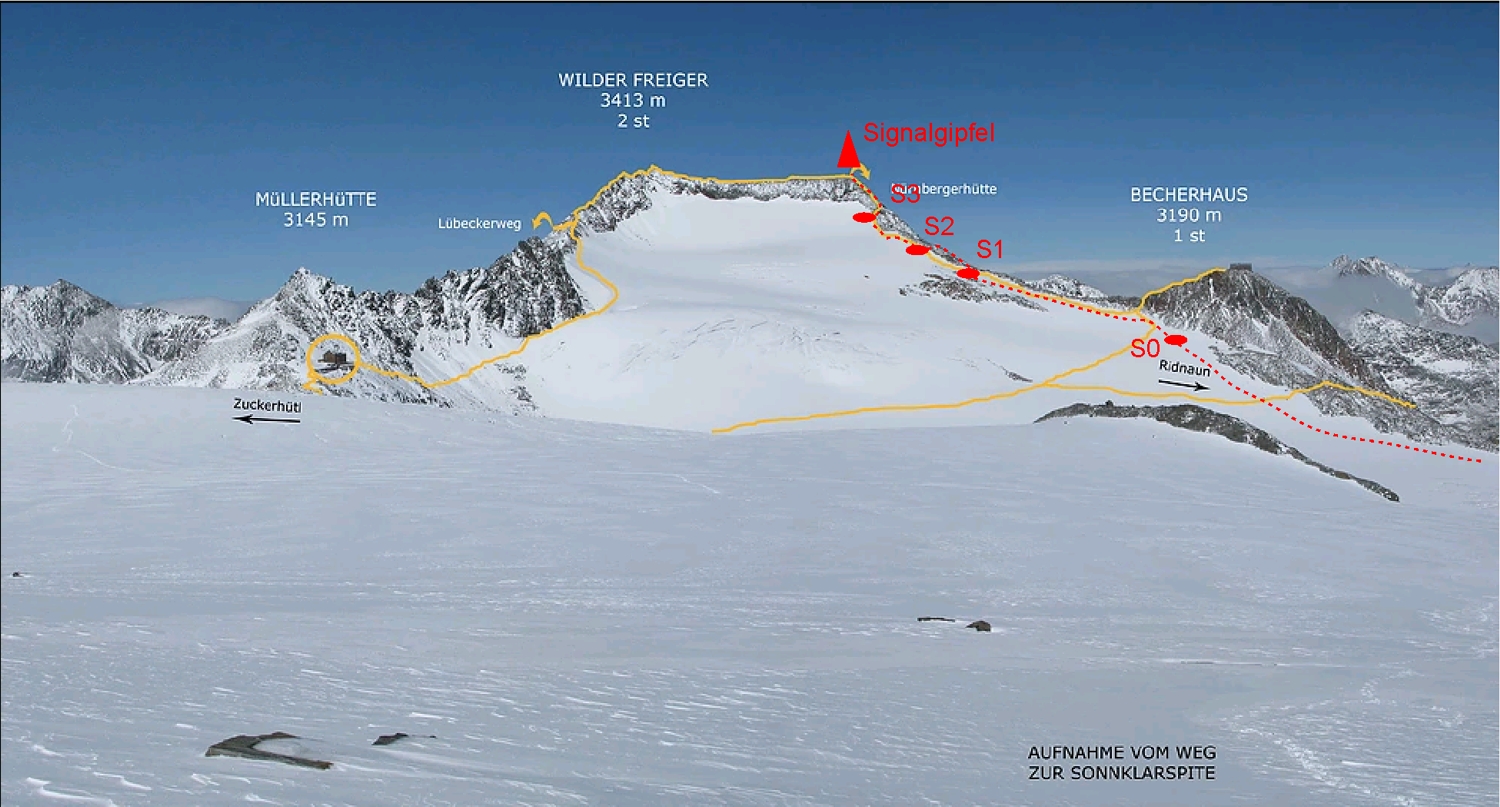 WILDER FREIGER
3413 m
2 st
Signalgipfel
MüLLERHÜTTE
3145 m
Lübeckerweg
Nürnbergerhütte
S3
S2
S1
BECHERHAUS
3190 m
1 st
S0
Ridnaun
Zuckerhütl
AUFNAHME VOM WEG
ZUR SONNKLARSPITE